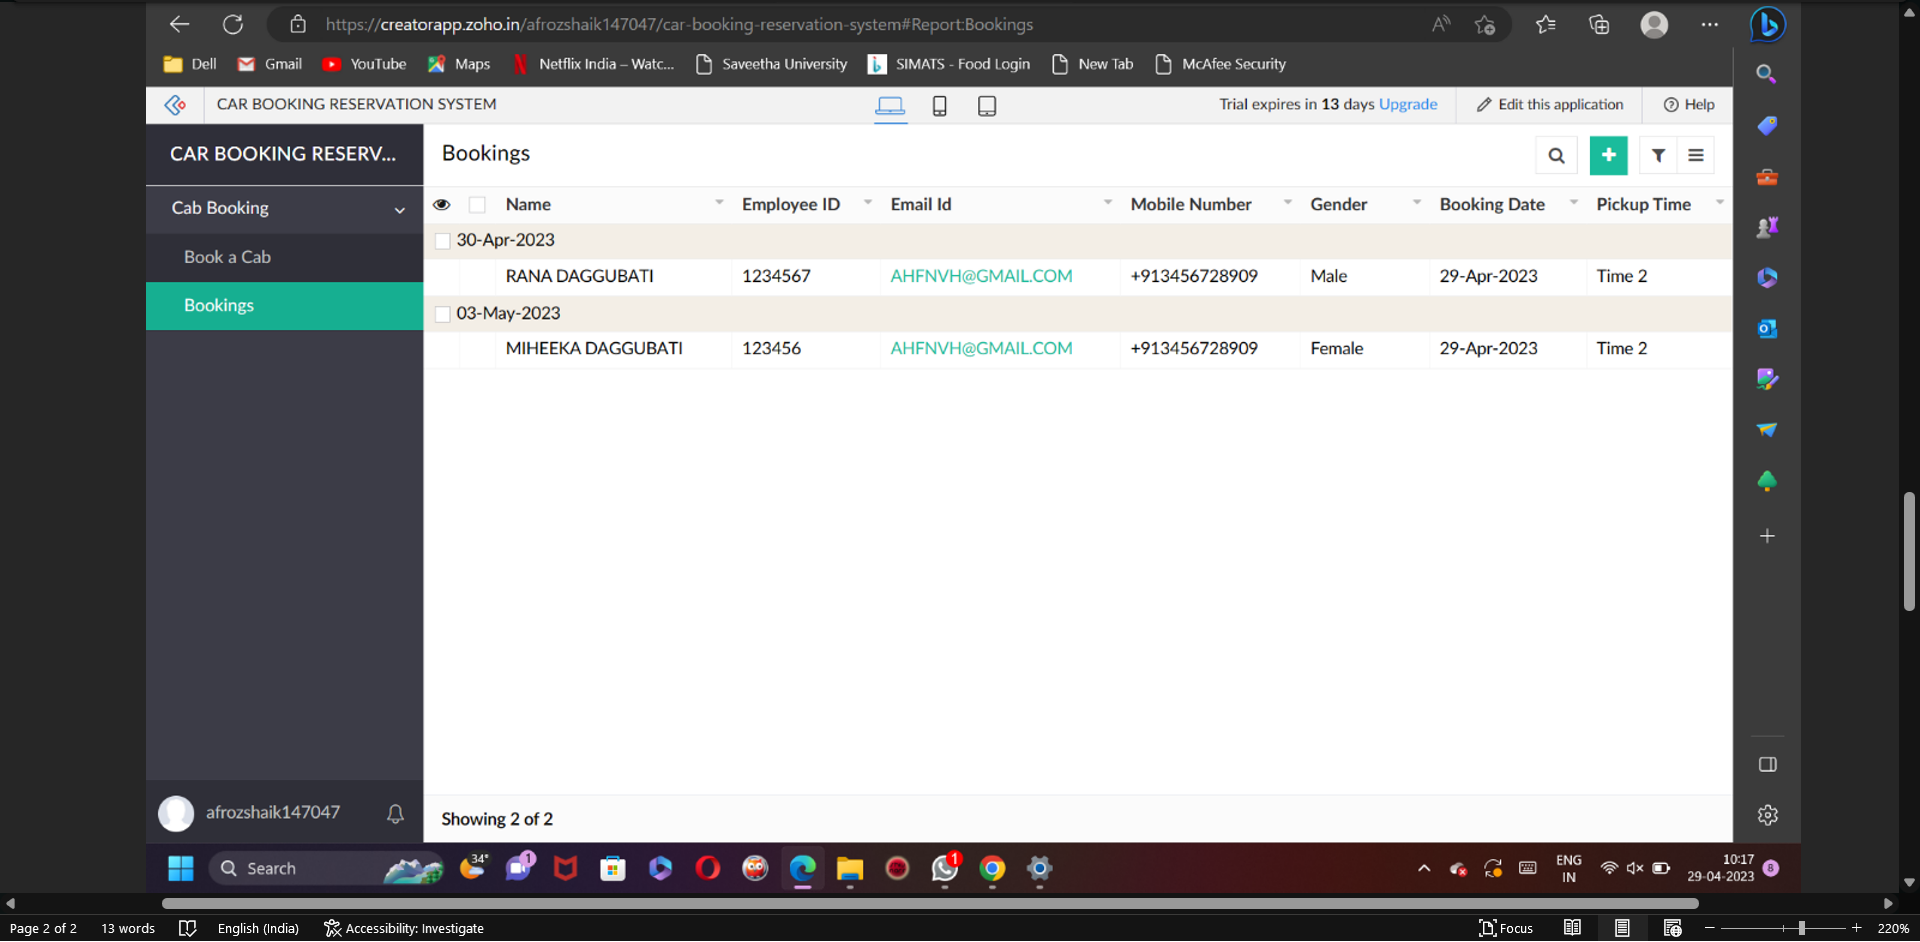 https://creatorapp.zoho.in/afrozshaik147047/car-booking-reservation-system#Report:Bookings
Dell Gmail YouTube Maps Netflix India – Watc... Saveetha University SIMATS - Food Login New Tab McAfee Security
CAR BOOKING RESERVATION SYSTEM Trial expires in 13 days Upgrade Edit this application Help
CAR BOOKING RESERV... Bookings
Cab Booking Name Employee ID Email Id Mobile Number Gender Booking Date Pickup Time
30-Apr-2023
Book a Cab RANA DAGGUBATI 1234567 AHFNVH@GMAIL.COM +913456728909 Male 29-Apr-2023 Time 2
Bookings 03-May-2023
MIHEEKA DAGGUBATI 123456 AHFNVH@GMAIL.COM +913456728909 Female 29-Apr-2023 Time 2
afrozshaik147047 Showing 2 of 2
Search 34° 1 1 ENG 10:17 8
IN 29-04-2023
Page 2 of 2 13 words English (India) Accessibility: Investigate Focus 220%